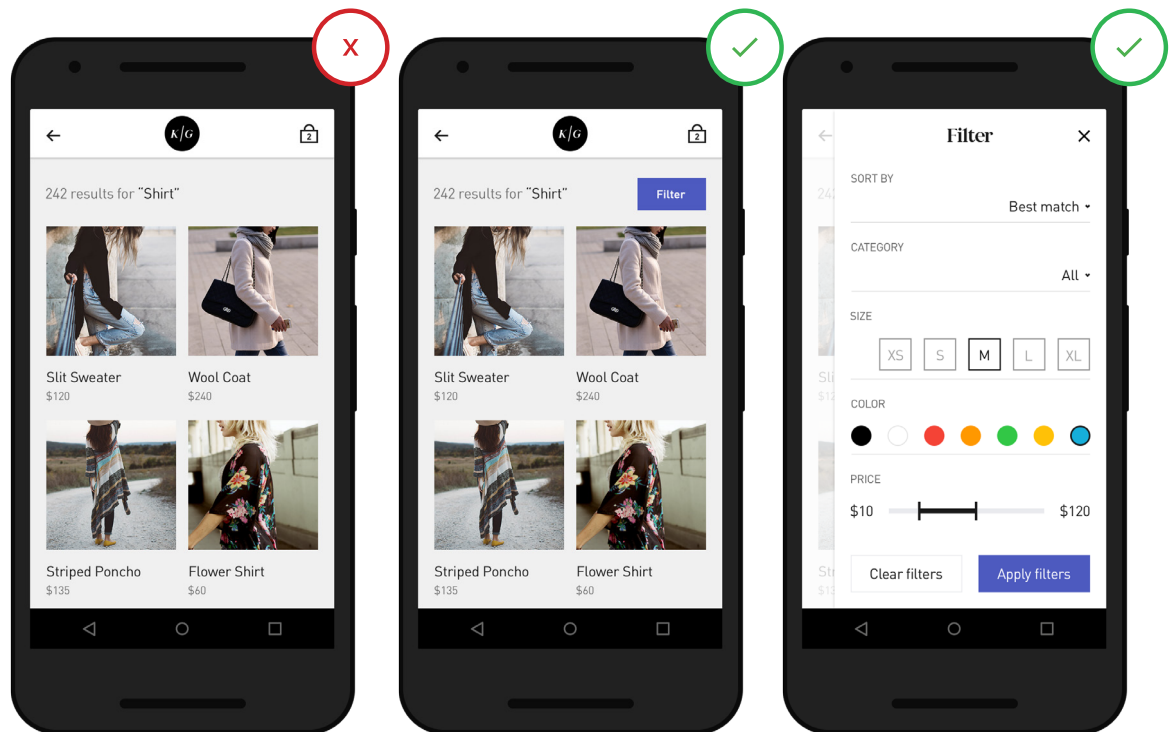 X
K|G
2
242 results for "Shirt"
Slit Sweater
$120
Wool Coat
$240
Striped Poncho
$135
Flower Shirt
$60
K|G
2
242 results for "Shirt"
Filter
Slit Sweater
$120
Wool Coat
$240
Striped Poncho
$135
Flower Shirt
$60
Filter
SORT BY
Best match
CATEGORY
All
SIZE
XS S M L XL
COLOR
PRICE
$10
$120
Clear filters
Apply filters